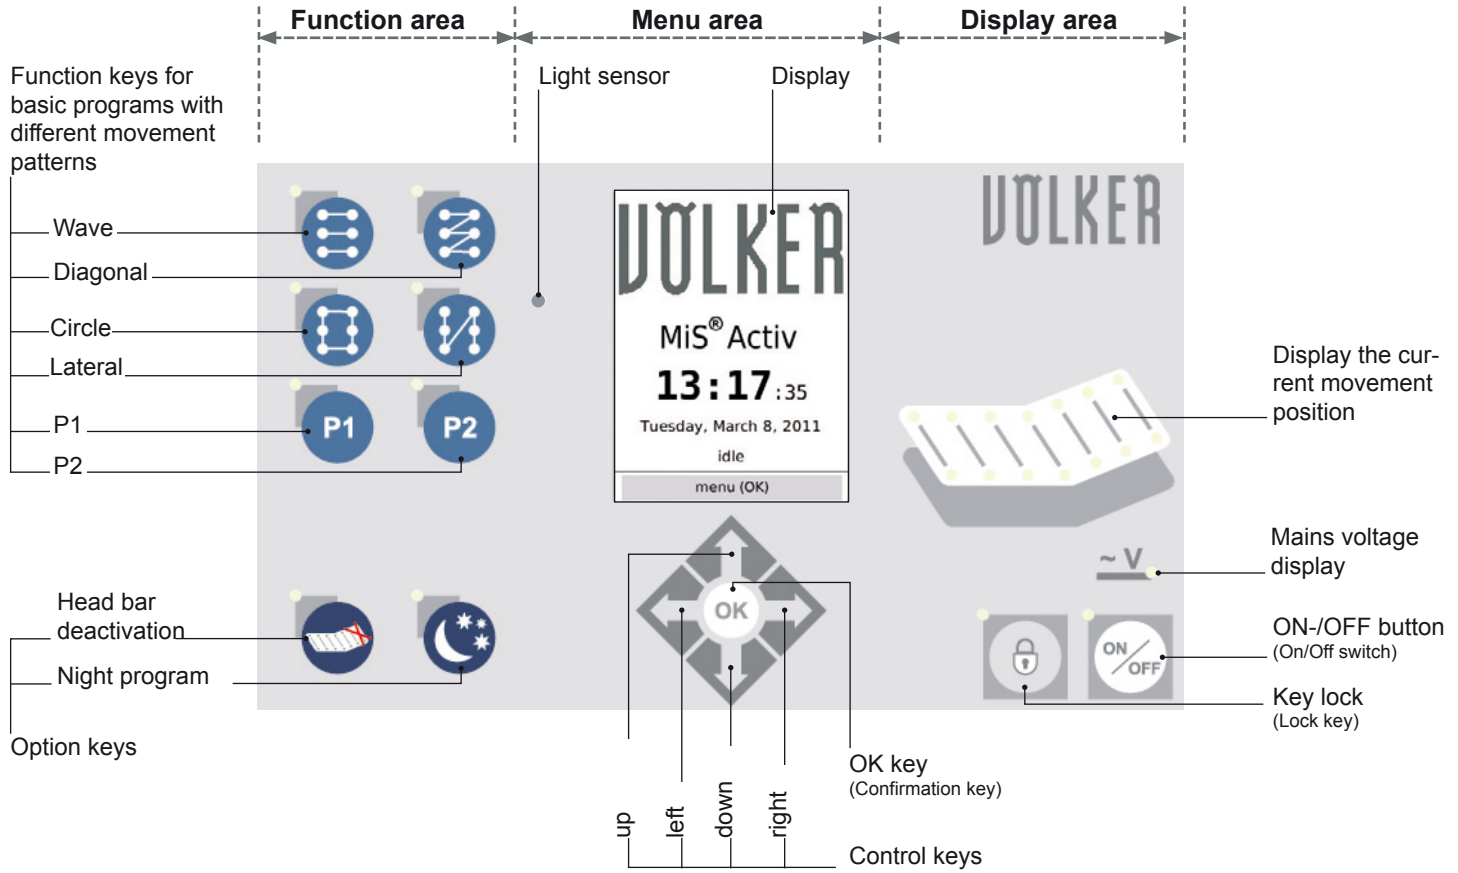 Function area
Menu area
Display area
Function keys for
basic programs with
different movement
patterns
Light sensor
Display
Wave
Diagonal
Circle
Lateral
P1
P2
P1
P2
VÖLKER
MiS® Activ
13:17:35
Tuesday, March 8, 2011
idle
menu (OK)
VÖLKER
Display the cur-
rent movement
position
Mains voltage
display
~ V
Head bar
deactivation
Night program
Option keys
OK
ON/OFF
ON-/OFF button
(On/Off switch)
Key lock
(Lock key)
OK key
(Confirmation key)
up
left
down
right
Control keys